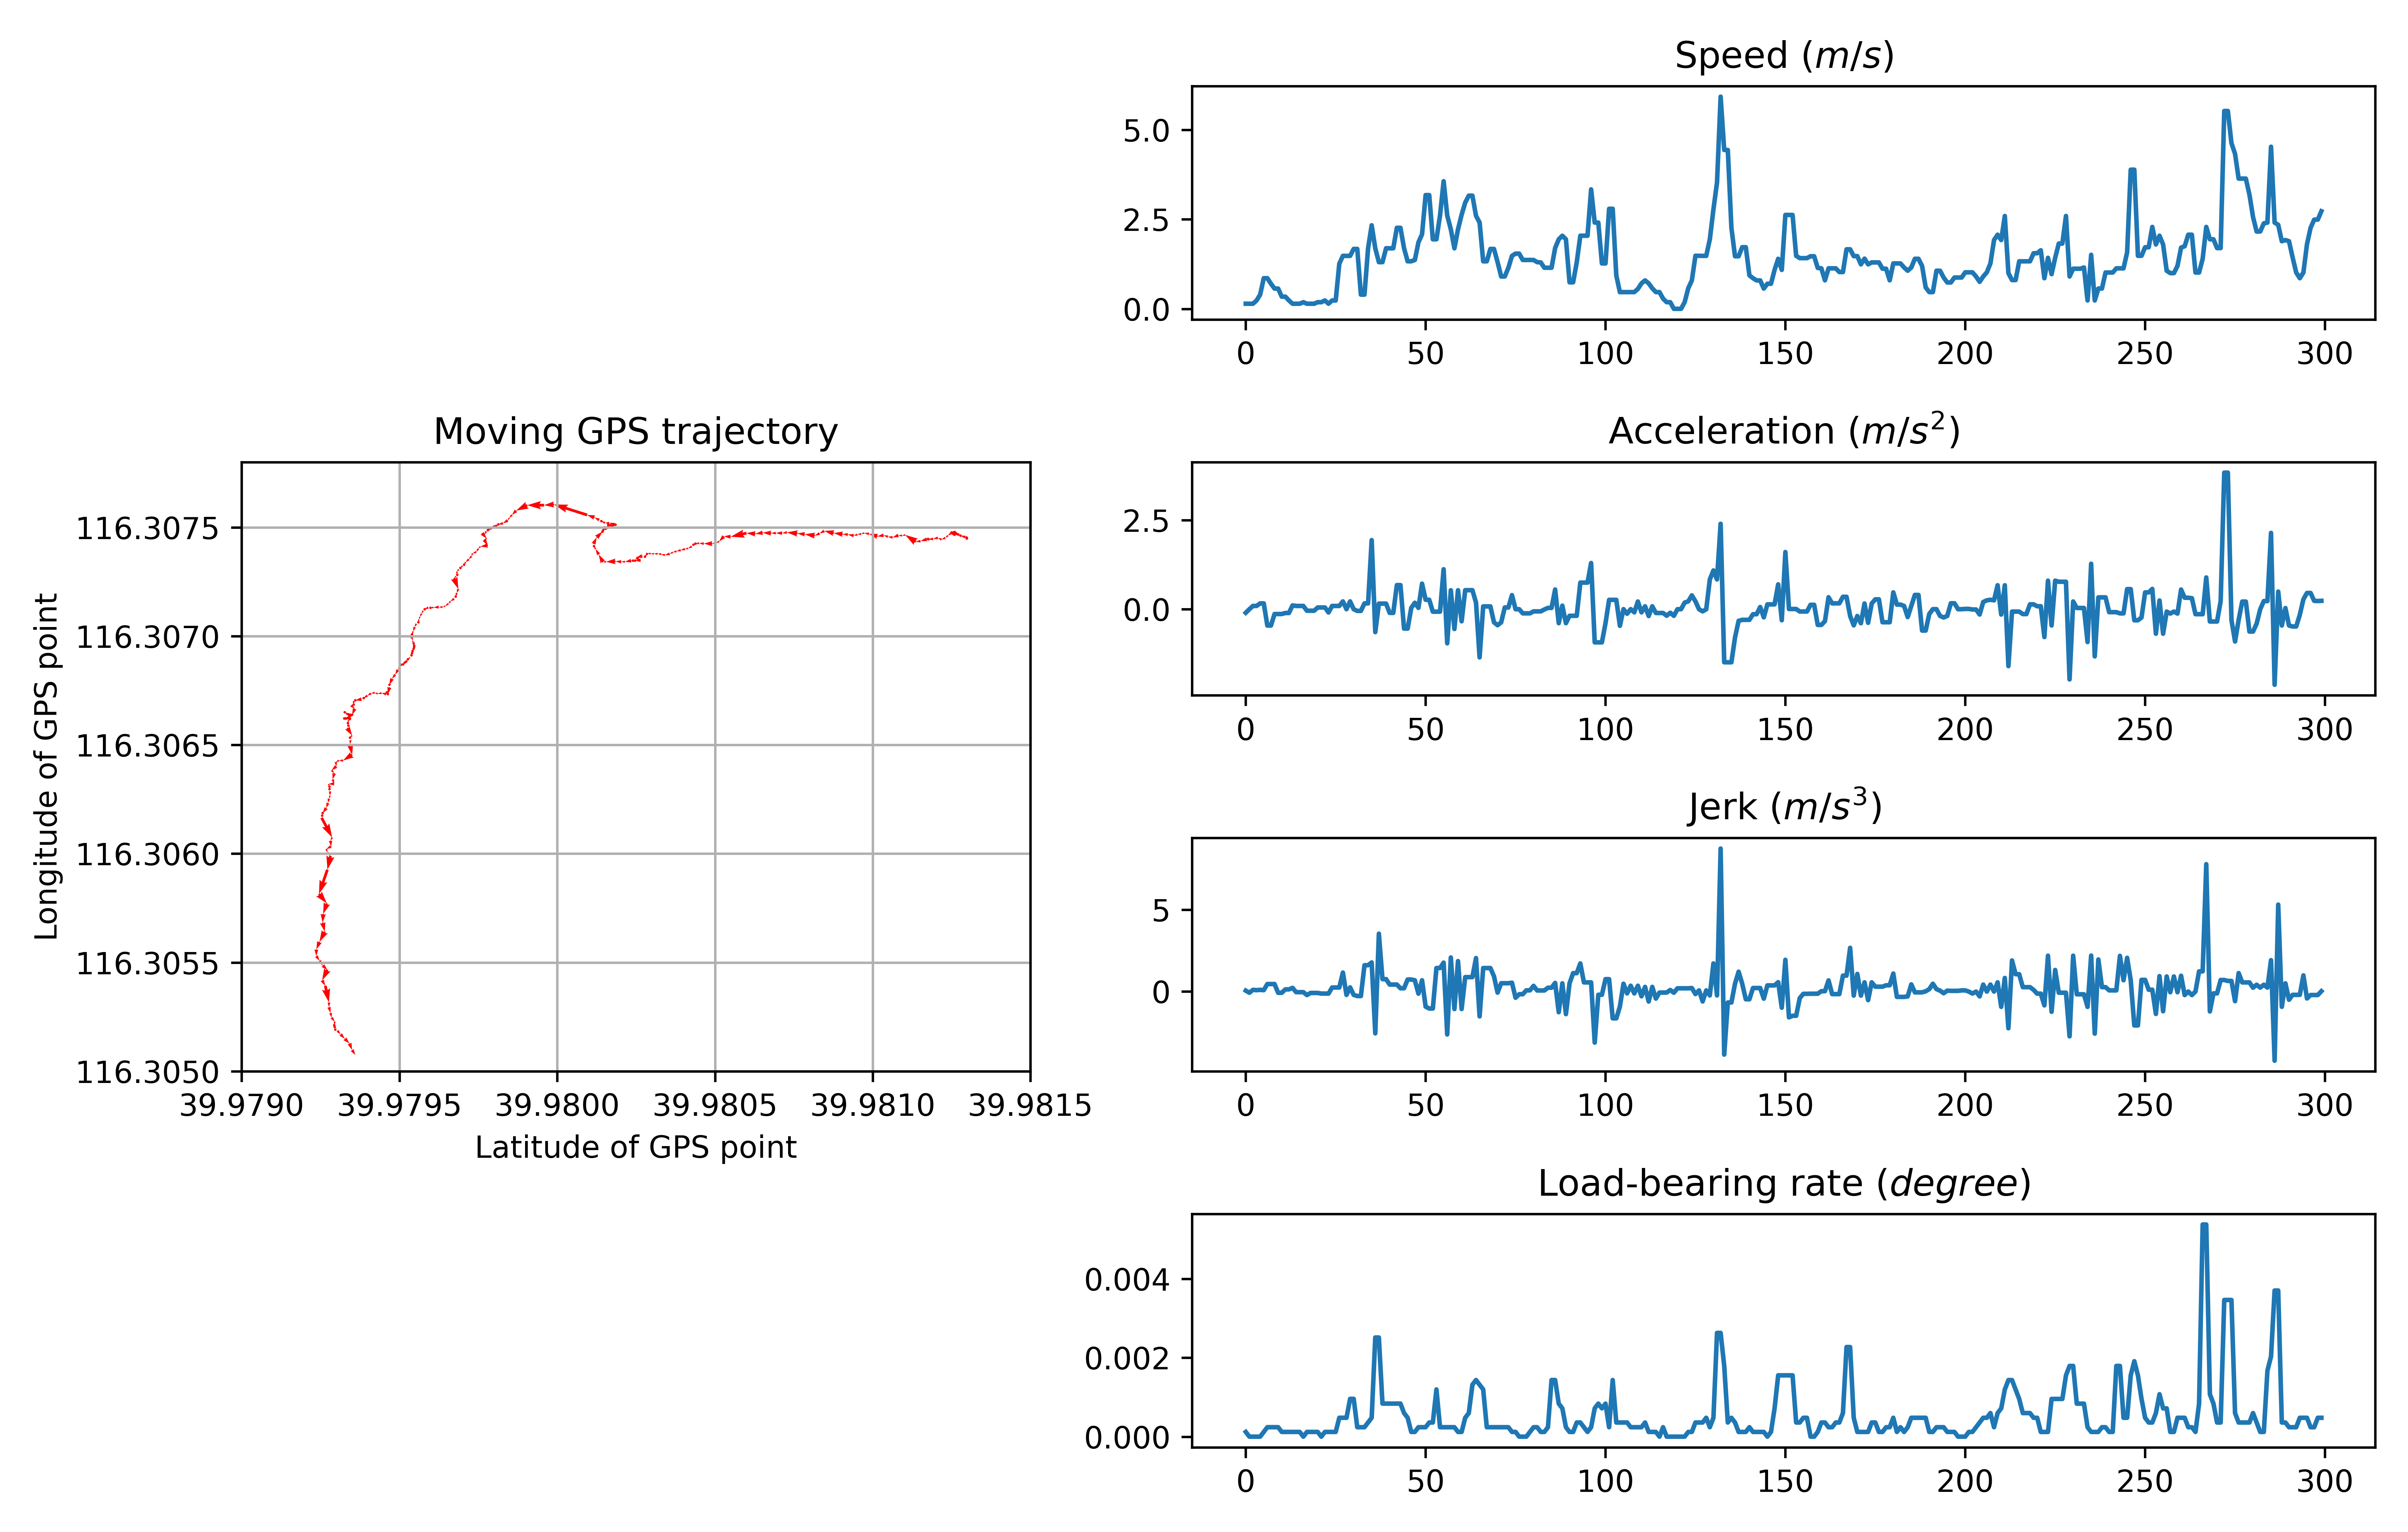 Moving GPS trajectory
116.3075
116.3070
116.3065
116.3060
116.3055
116.3050
Longitude of GPS point
39.9790 39.9795 39.9800 39.9805 39.9810 39.9815
Latitude of GPS point
Speed (m/s)
5.0
2.5
0.0
0 50 100 150 200 250 300
Acceleration (m/s²)
2.5
0.0
0 50 100 150 200 250 300
Jerk (m/s³)
5
0
0 50 100 150 200 250 300
Load-bearing rate (degree)
0.004
0.002
0.000
0 50 100 150 200 250 300